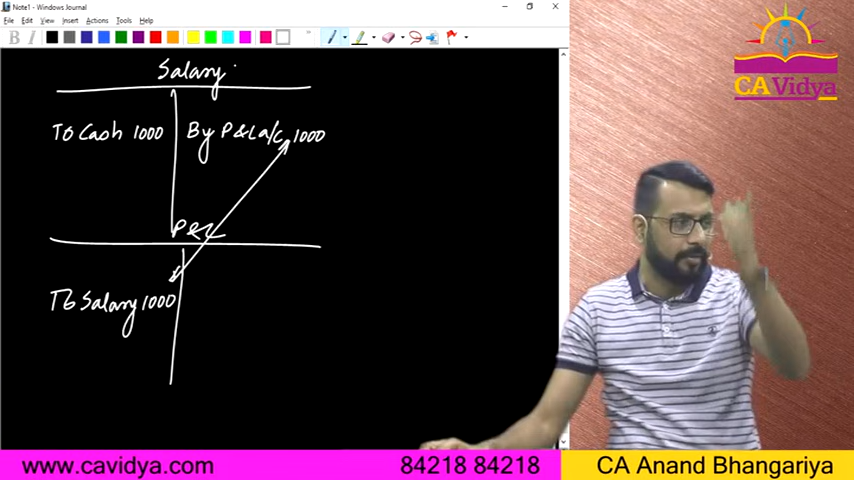 Note1 - Windows Journal
File Edit View Insert Actions Tools Help
B I
Salary
To Cash 1000 By P&L a/c 1000
P&L
To Salary 1000
CA Vidya
www.cavidya.com 84218 84218 CA Anand Bhangariya